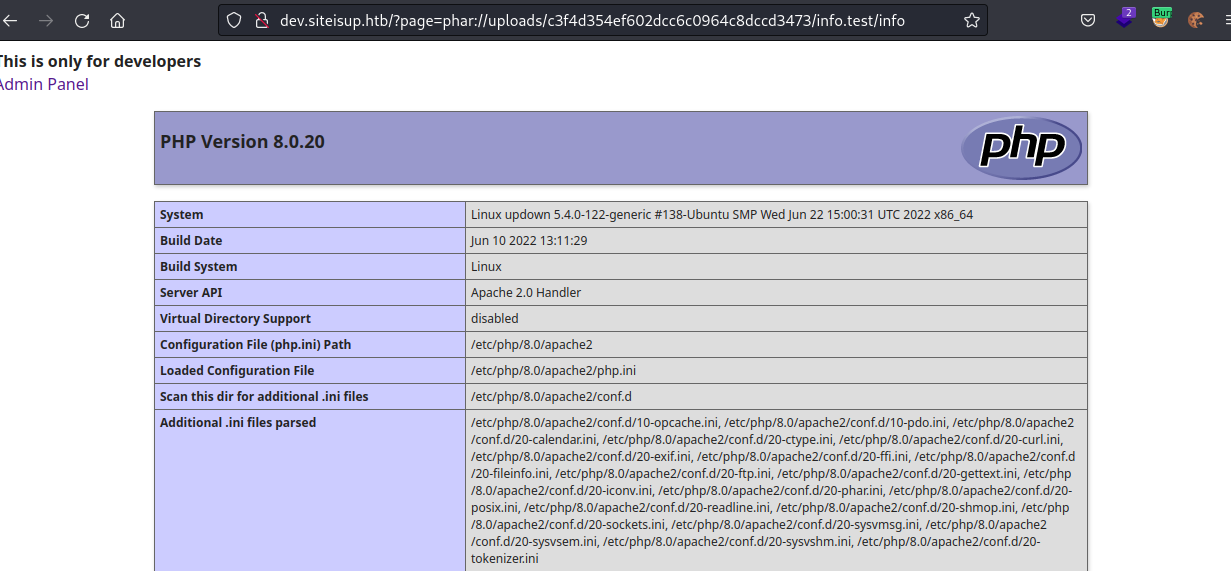 dev.siteisup.htb/?page=phar://uploads/c3f4d354ef602dcc6c0964c8dccd3473/info.test/info
2
Burp
This is only for developers
Admin Panel
PHP Version 8.0.20
php
System Linux updown 5.4.0-122-generic #138-Ubuntu SMP Wed Jun 22 15:00:31 UTC 2022 x86_64
Build Date Jun 10 2022 13:11:29
Build System Linux
Server API Apache 2.0 Handler
Virtual Directory Support disabled
Configuration File (php.ini) Path /etc/php/8.0/apache2
Loaded Configuration File /etc/php/8.0/apache2/php.ini
Scan this dir for additional .ini files /etc/php/8.0/apache2/conf.d
Additional .ini files parsed /etc/php/8.0/apache2/conf.d/10-opcache.ini, /etc/php/8.0/apache2/conf.d/10-pdo.ini, /etc/php/8.0/apache2
/conf.d/20-calendar.ini, /etc/php/8.0/apache2/conf.d/20-ctype.ini, /etc/php/8.0/apache2/conf.d/20-curl.ini,
/etc/php/8.0/apache2/conf.d/20-exif.ini, /etc/php/8.0/apache2/conf.d/20-ffi.ini, /etc/php/8.0/apache2/conf.d
/20-fileinfo.ini, /etc/php/8.0/apache2/conf.d/20-ftp.ini, /etc/php/8.0/apache2/conf.d/20-gettext.ini, /etc/php
/8.0/apache2/conf.d/20-iconv.ini, /etc/php/8.0/apache2/conf.d/20-phar.ini, /etc/php/8.0/apache2/conf.d/20-
posix.ini, /etc/php/8.0/apache2/conf.d/20-readline.ini, /etc/php/8.0/apache2/conf.d/20-shmop.ini, /etc/php
/8.0/apache2/conf.d/20-sockets.ini, /etc/php/8.0/apache2/conf.d/20-sysvmsg.ini, /etc/php/8.0/apache2
/conf.d/20-sysvsem.ini, /etc/php/8.0/apache2/conf.d/20-sysvshm.ini, /etc/php/8.0/apache2/conf.d/20-
tokenizer.ini